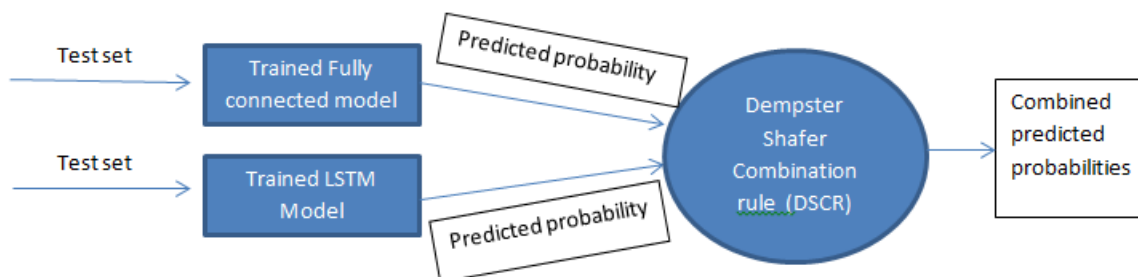 Test set
Trained Fully
connected model
Predicted probability
Test set
Trained LSTM
Model
Predicted probability
Dempster
Shafer
Combination
rule (DSCR)
Combined
predicted
probabilities